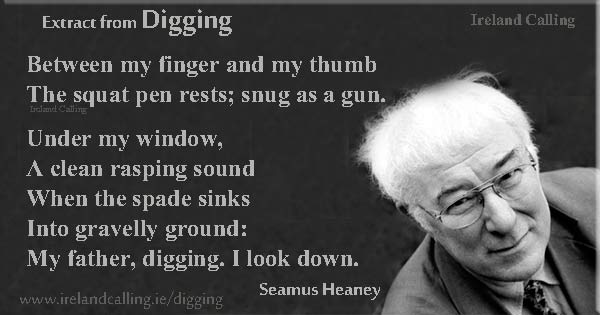 Extract from Digging
Ireland Calling
Between my finger and my thumb
The squat pen rests; snug as a gun.
Ireland Calling
Under my window,
A clean rasping sound
When the spade sinks
Into gravelly ground:
My father, digging. I look down.
Seamus Heaney
www.irelandcalling.ie/digging